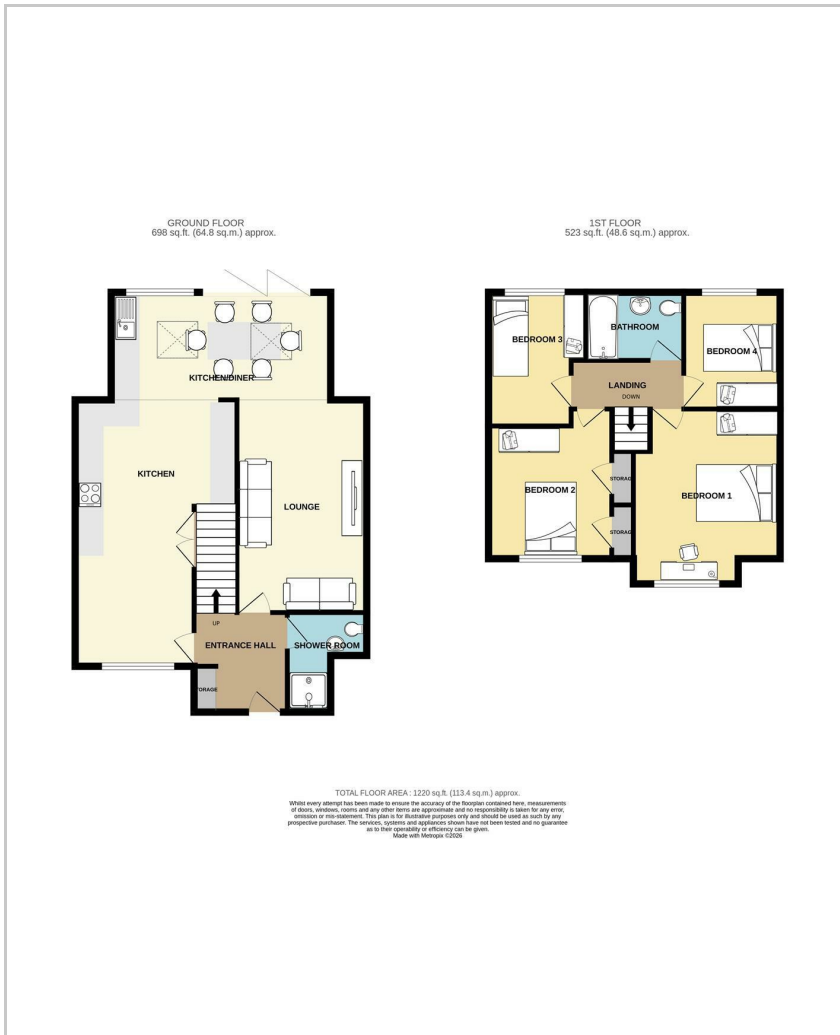 GROUND FLOOR
698 sq.ft. (64.8 sq.m.) approx.
KITCHEN/DINER
KITCHEN
LOUNGE
UP
ENTRANCE HALL
SHOWER ROOM
TORAGE
1ST FLOOR
523 sq.ft. (48.6 sq.m.) approx.
BATHROOM
BEDROOM 3
BEDROOM 4
LANDING
DOWN
STORAG
BEDROOM 2
BEDROOM 1
STORAG
TOTAL FLOOR AREA : 1220 sq.ft. (113.4 sq.m.) approx.
Whilst every attempt has been made to ensure the accuracy of the floorplan contained here, measurements
of doors, windows, rooms and any other items are approximate and no responsibility is taken for any error,
omission or mis-statement. This plan is for illustrative purposes only and should be used as such by any
prospective purchaser. The services, systems and appliances shown have not been tested and no guarantee
as to their operability or efficiency can be given.
Made with Metropix ©2026